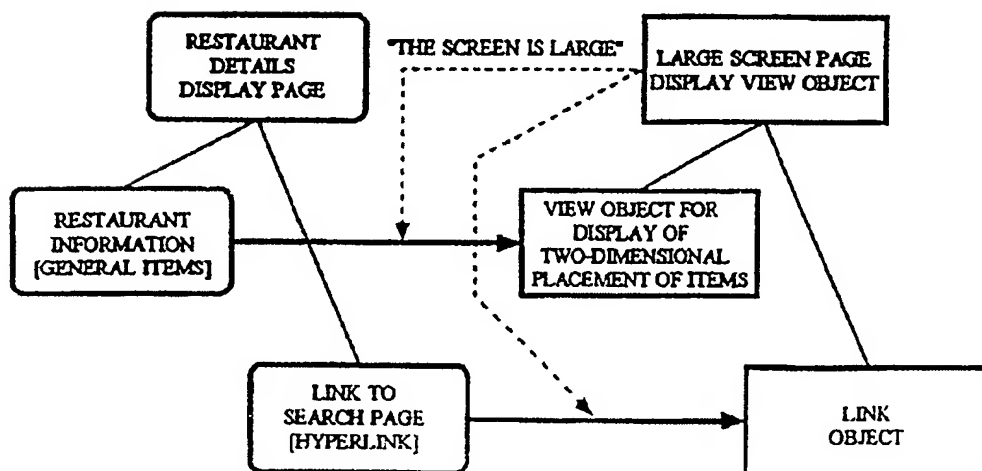 RESTAURANT
DETAILS
DISPLAY PAGE
"THE SCREEN IS LARGE"
LARGE SCREEN PAGE
DISPLAY VIEW OBJECT
RESTAURANT
INFORMATION
[GENERAL ITEMS]
VIEW OBJECT FOR
DISPLAY OF
TWO-DIMENSIONAL
PLACEMENT OF ITEMS
LINK TO
SEARCH PAGE
[HYPERLINK]
LINK
OBJECT